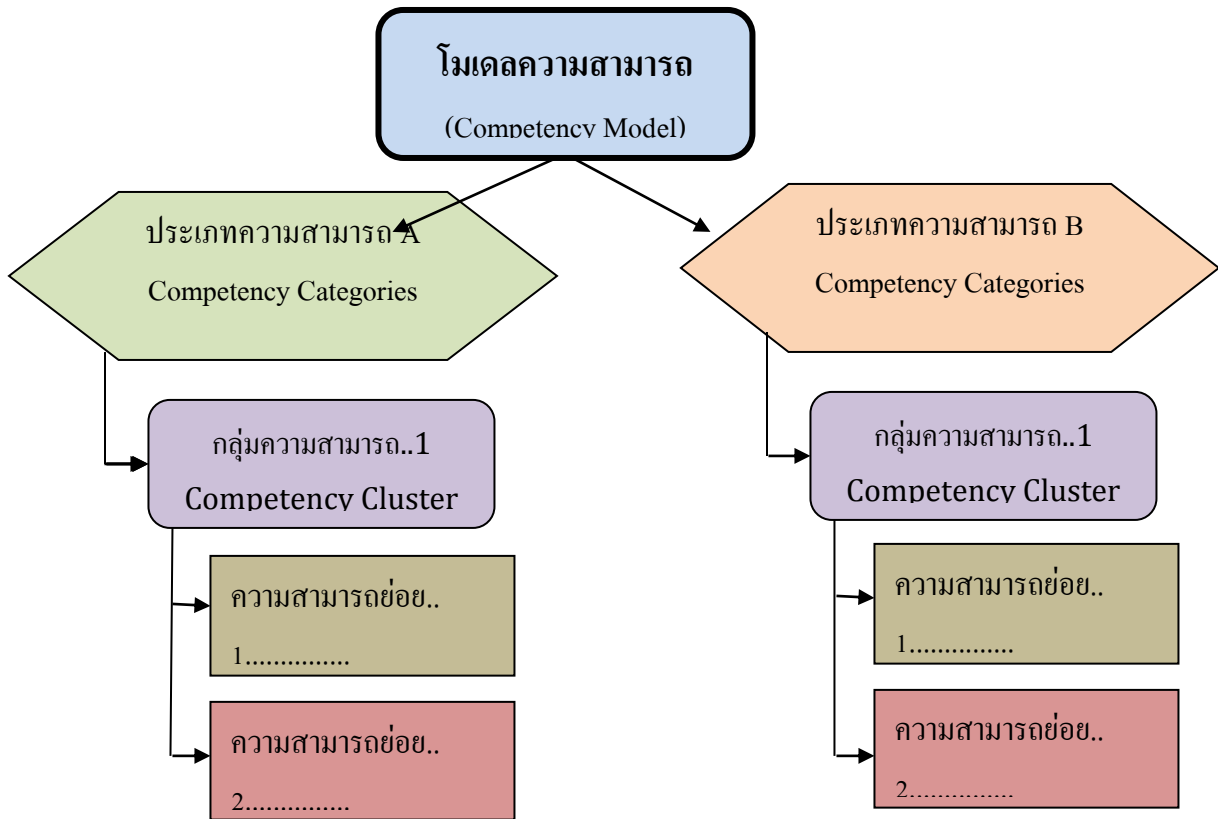 โมเดลความสามารถ
(Competency Model)
ประเภทความสามารถ A
Competency Categories
ประเภทความสามารถ B
Competency Categories
กลุ่มความสามารถ..1
Competency Cluster
กลุ่มความสามารถ..1
Competency Cluster
ความสามารถย่อย..
1...............
ความสามารถย่อย..
1...............
ความสามารถย่อย..
2...............
ความสามารถย่อย..
2...............